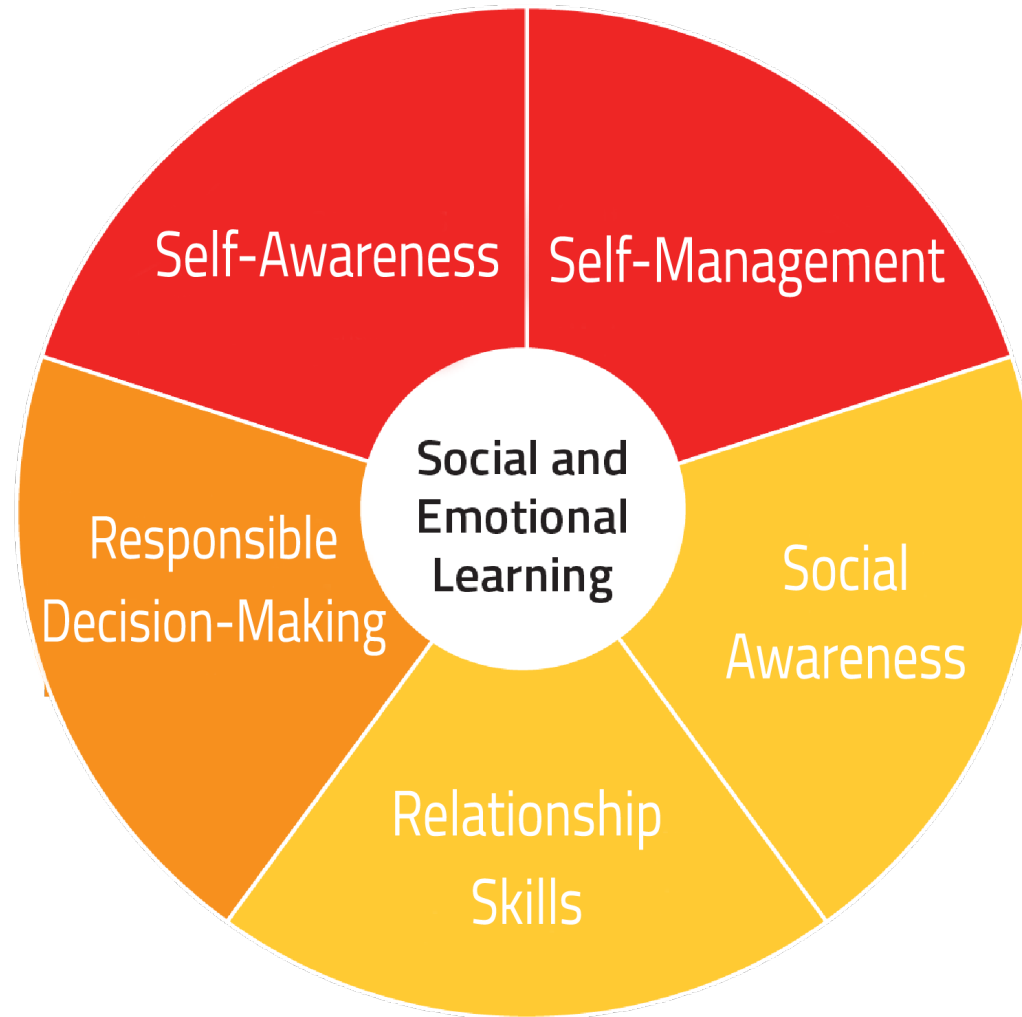 Self-Awareness
Self-Management
Social and
Emotional
Learning
Responsible
Decision-Making
Social
Awareness
Relationship
Skills